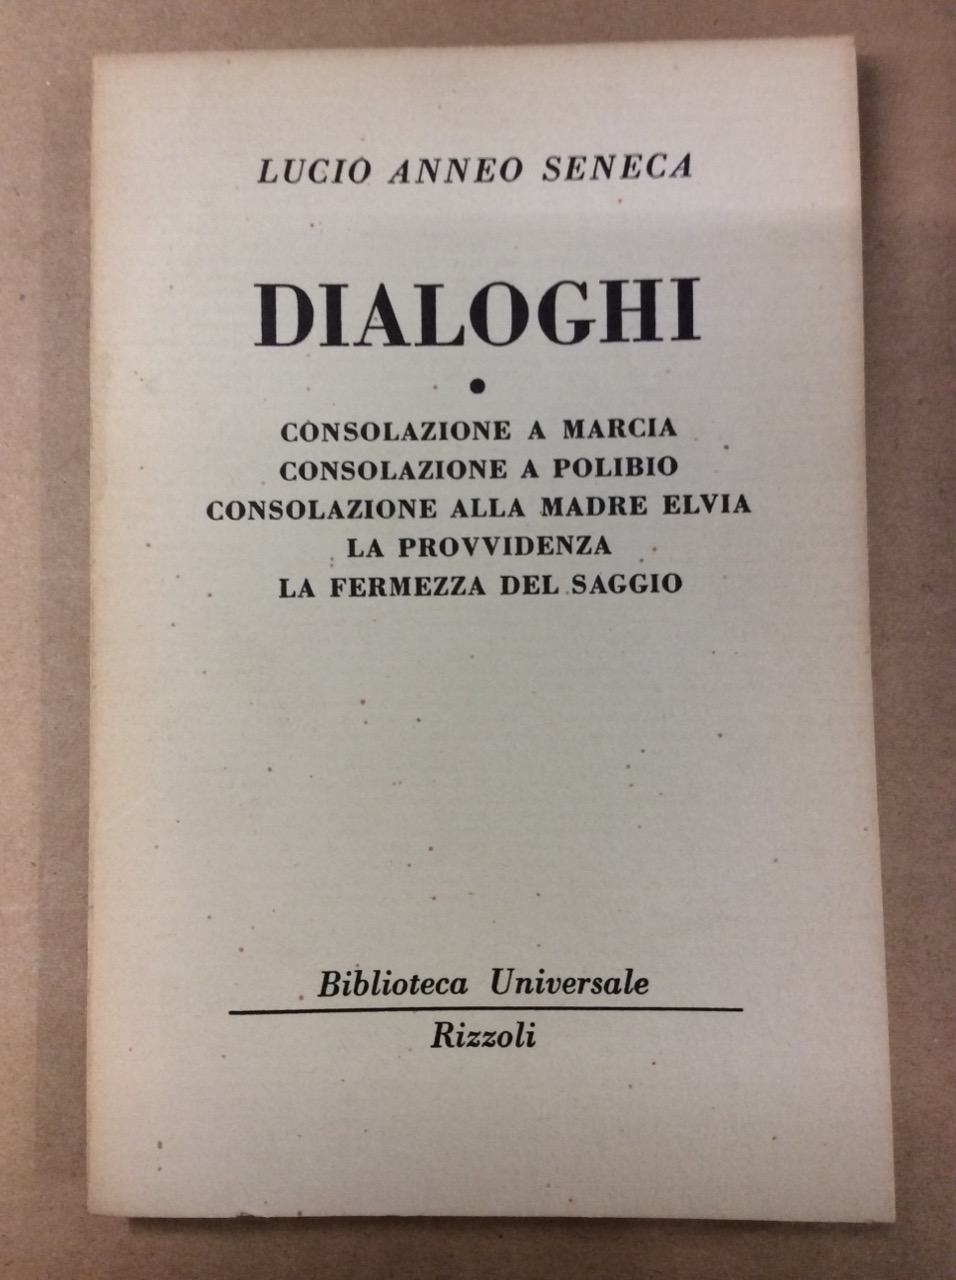 LUCIO ANNEO SENECA
DIALOGHI
•
CONSOLAZIONE A MARCIA
CONSOLAZIONE A POLIBIO
CONSOLAZIONE ALLA MADRE ELVIA
LA PROVVIDENZA
LA FERMEZZA DEL SAGGIO
Biblioteca Universale
Rizzoli